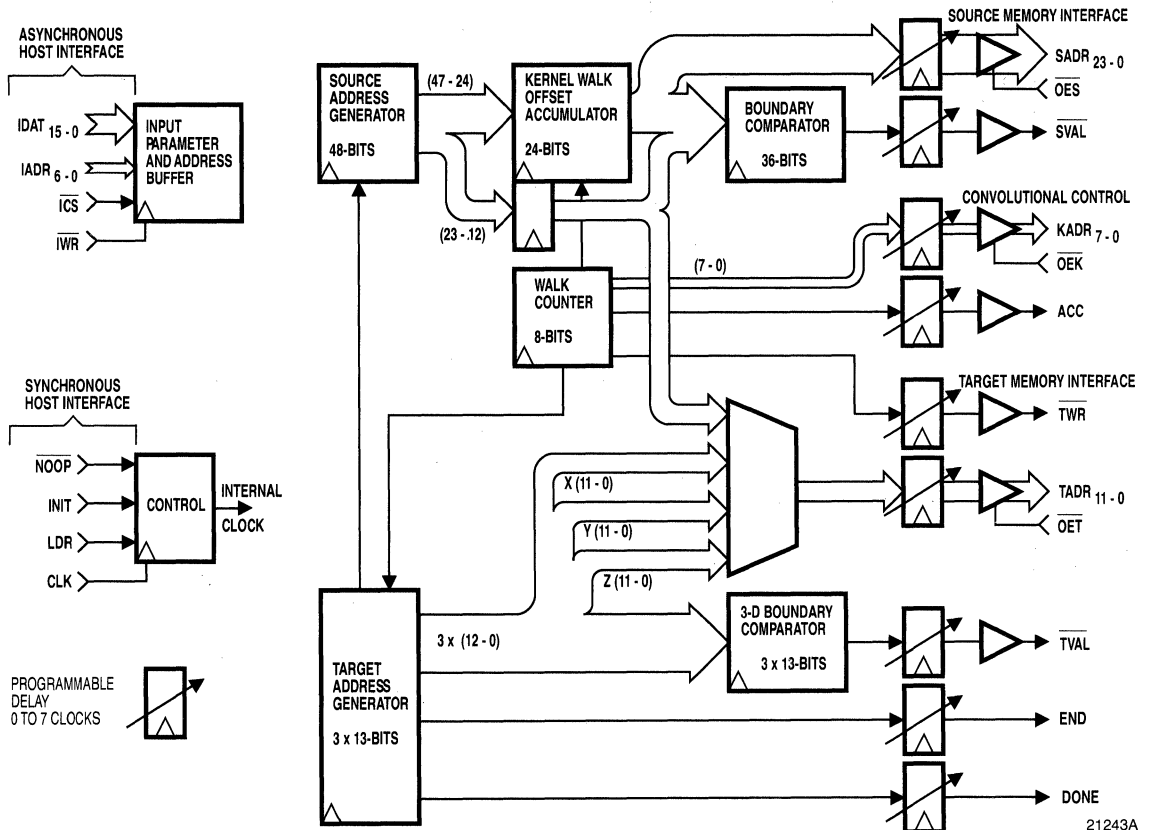 ASYNCHRONOUS
HOST INTERFACE
IDAT 15 - 0
IADR 6 - 0
ICS
IWR
INPUT
PARAMETER
AND ADDRESS
BUFFER
SYNCHRONOUS
HOST INTERFACE
NOOP
INIT
LDR
CLK
CONTROL
INTERNAL
CLOCK
PROGRAMMABLE
DELAY
0 TO 7 CLOCKS
SOURCE
ADDRESS
GENERATOR
48-BITS
(47 - 24)
(23 - .12)
KERNEL WALK
OFFSET
ACCUMULATOR
24-BITS
WALK
COUNTER
8-BITS
(7 - 0)
BOUNDARY
COMPARATOR
36-BITS
X (11 - 0)
Y (11 - 0)
Z (11 - 0)
3 x (12 - 0)
TARGET
ADDRESS
GENERATOR
3 x 13-BITS
3-D BOUNDARY
COMPARATOR
3 x 13-BITS
SOURCE MEMORY INTERFACE
SADR 23 - 0
OES
SVAL
CONVOLUTIONAL CONTROL
KADR 7 - 0
OEK
ACC
TARGET MEMORY INTERFACE
TWR
TADR 11 - 0
OET
TVAL
END
DONE
21243A